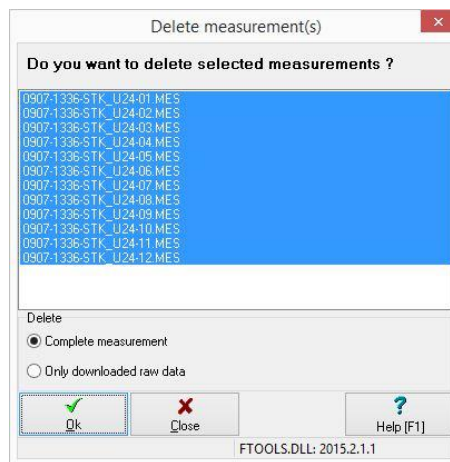 Delete measurement(s)
Do you want to delete selected measurements ?
0907-1336-STK_U24-01.MES
0907-1336-STK_U24-02.MES
0907-1336-STK_U24-03.MES
0907-1336-STK_U24-04.MES
0907-1336-STK_U24-05.MES
0907-1336-STK_U24-06.MES
0907-1336-STK_U24-07.MES
0907-1336-STK_U24-08.MES
0907-1336-STK_U24-09.MES
0907-1336-STK_U24-10.MES
0907-1336-STK_U24-11.MES
0907-1336-STK_U24-12.MES
Delete
Complete measurement
Only downloaded raw data
Ok Close Help [F1]
FTOOLS.DLL: 2015.2.1.1